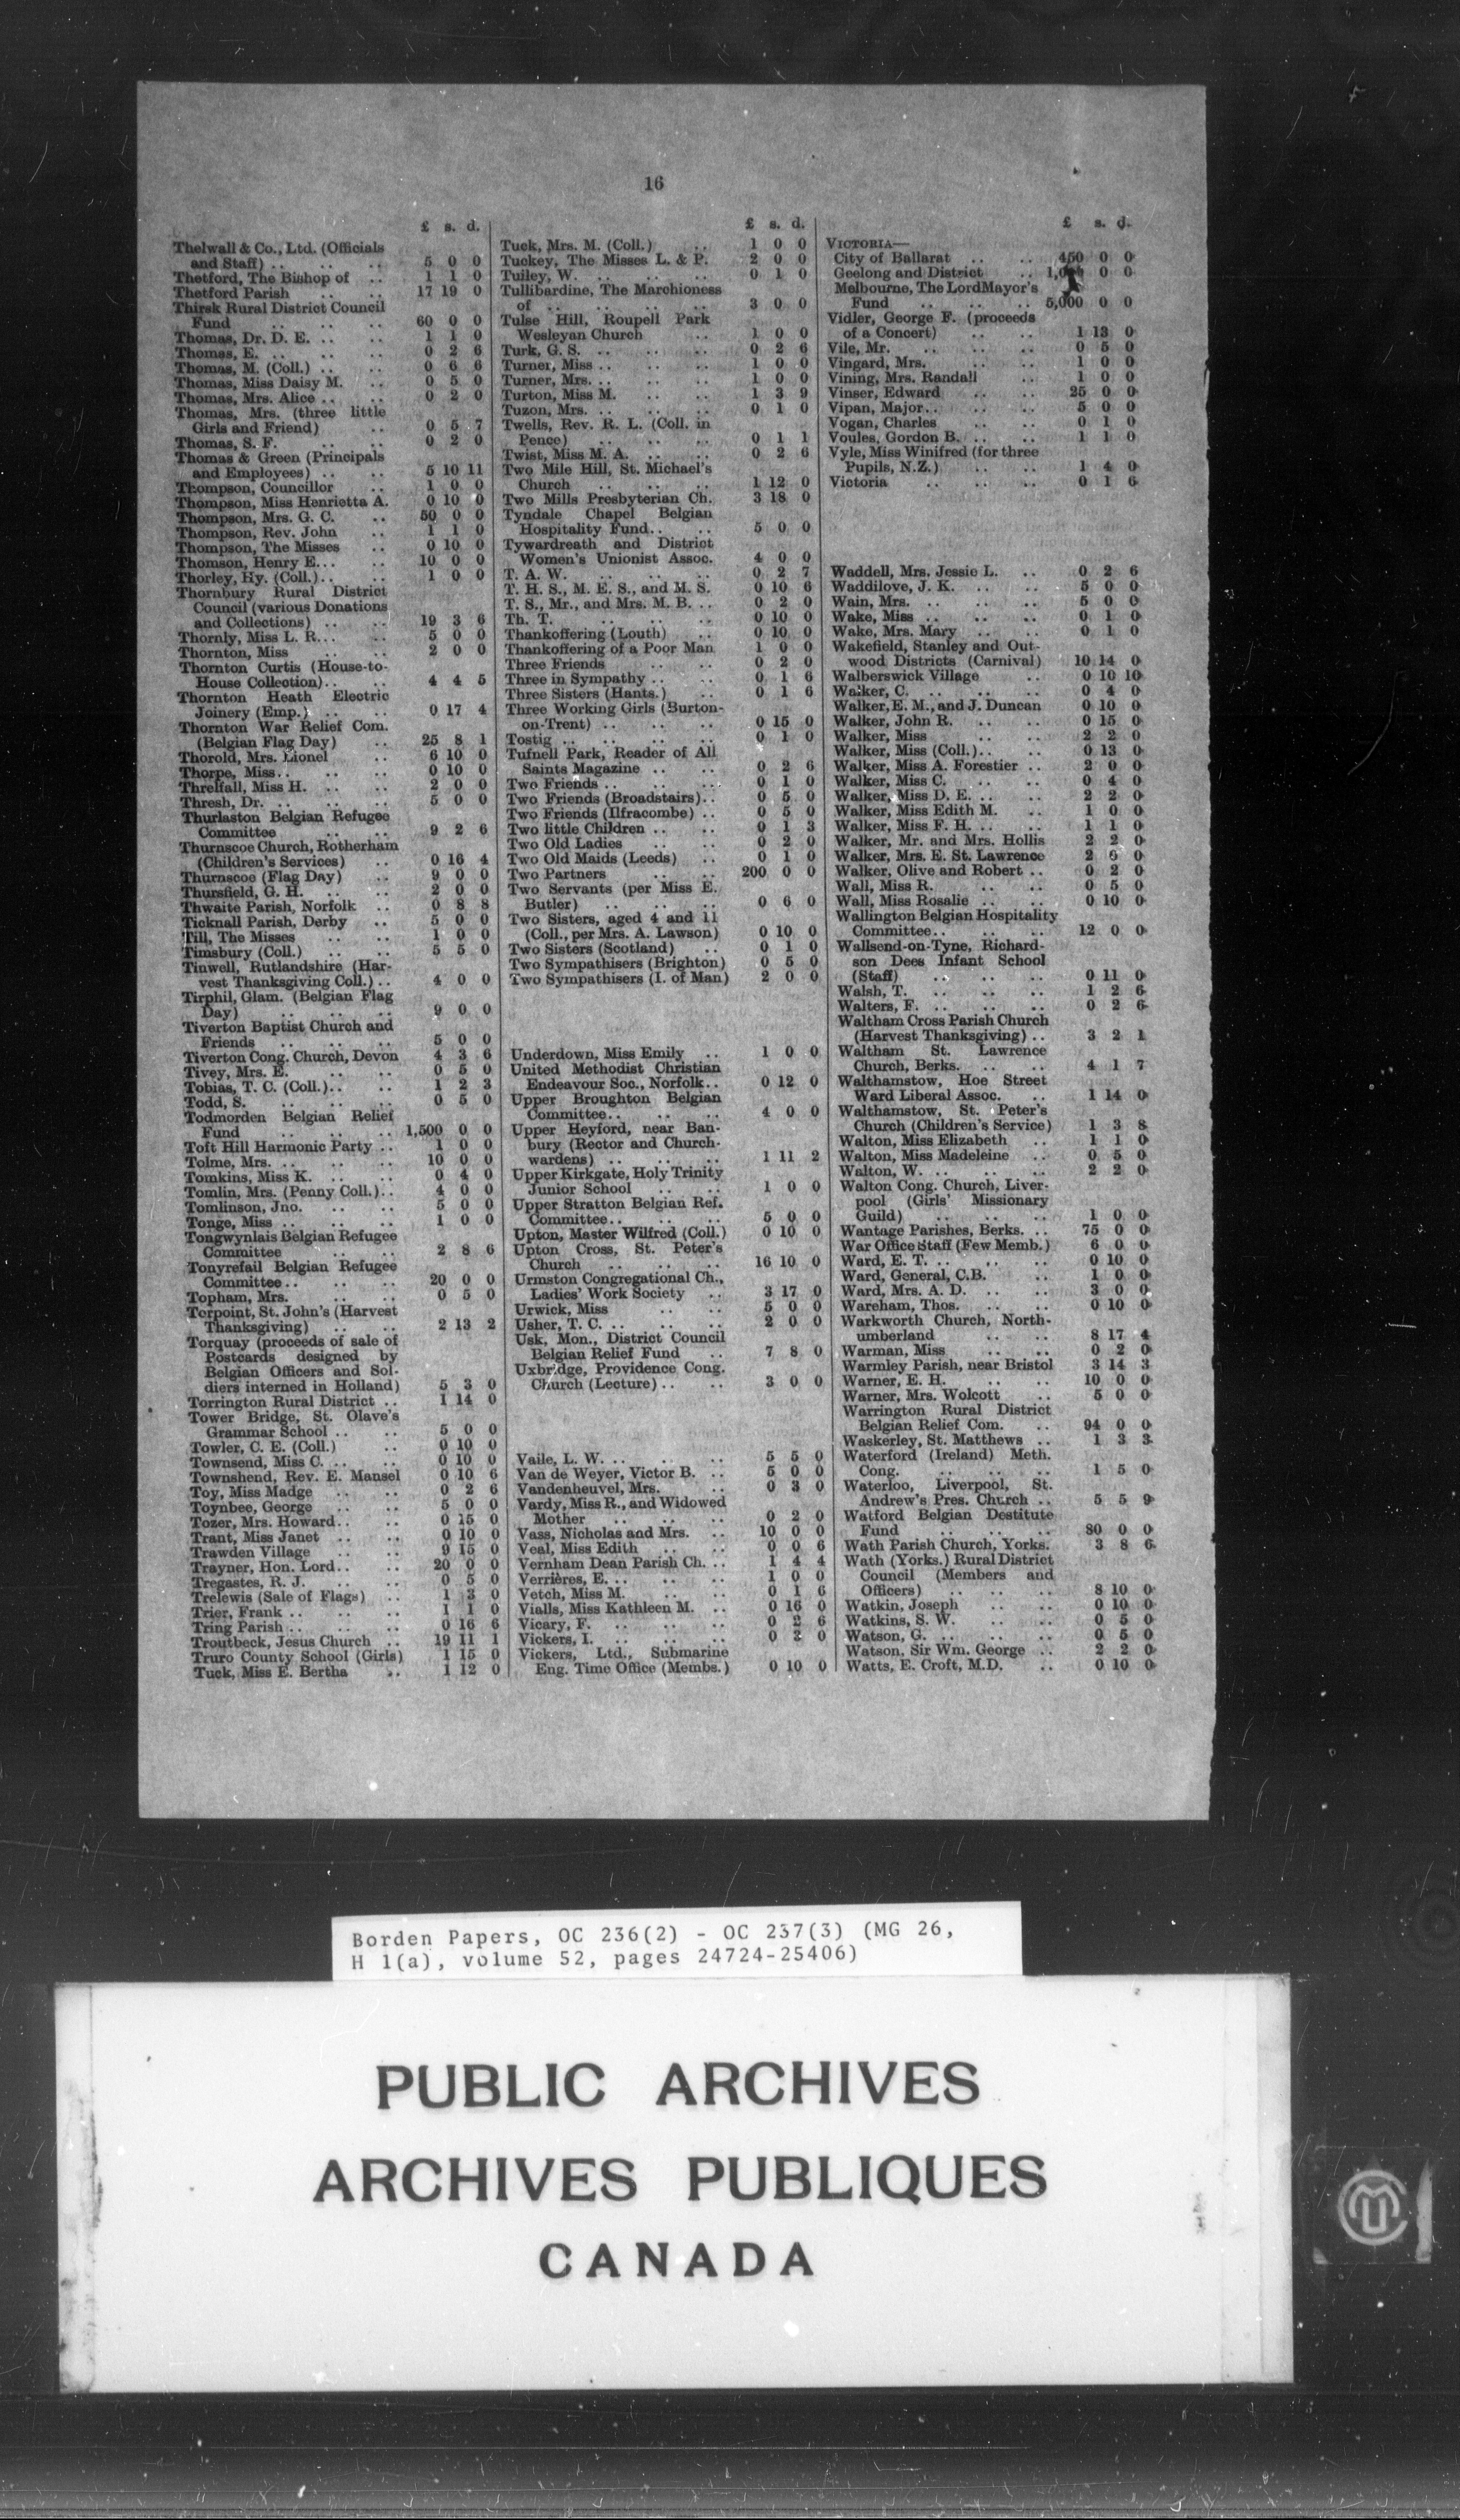 16
£ s. d.
Thelwall & Co., Ltd. (Officials
and Staff) .. .. .. 5 0 0
Thetford, The Bishop of .. 1 1 0
Thetford Parish .. .. 17 19 0
Thirsk Rural District Council
Fund .. .. .. 60 0 0
Thomas, Dr. D. E. .. .. 1 1 0
Thomas, E. .. .. .. 0 2 6
Thomas, M. (Coll.) .. .. 0 6 6
Thomas, Miss Daisy M. .. 0 5 0
Thomas, Mrs. Alice .. .. 0 2 0
Thomas, Mrs. (three little
Girls and Friend) .. 0 5 7
Thomas, S. F. .. .. 0 2 0
Thomas & Green (Principals
and Employees) .. .. 5 10 11
Thompson, Councillor .. 1 0 0
Thompson, Miss Henrietta A. 0 10 0
Thompson, Mrs. G. C. .. 50 0 0
Thompson, Rev. John .. 1 1 0
Thompson, The Misses .. 0 10 0
Thomson, Henry E... .. 10 0 0
Thorley, Hy. (Coll.).. .. 1 0 0
Thornbury Rural District
Council (various Donations
and Collections) .. .. 19 3 6
Thornly, Miss L. R... .. 5 0 0
Thornton, Miss .. .. 2 0 0
Thornton Curtis (House-to-
House Collection).. .. 4 4 5
Thornton Heath Electric
Joinery (Emp.) .. .. 0 17 4
Thornton War Relief Com.
(Belgian Flag Day) .. 25 8 1
Thorold, Mrs. Lionel .. 6 10 0
Thorpe, Miss.. .. .. 0 10 0
Threlfall, Miss H. .. .. 2 0 0
Thresh, Dr. .. .. .. 5 0 0
Thurlaston Belgian Refugee
Committee .. .. 9 2 6
Thurnscoe Church, Rotherham
(Children's Services) .. 0 16 4
Thurnscoe (Flag Day) .. 9 0 0
Thursfield, G. H. .. .. 2 0 0
Thwaite Parish, Norfolk .. 0 8 8
Ticknall Parish, Derby .. 5 0 0
Till, The Misses .. .. 1 0 0
Timsbury (Coll.) .. .. 5 5 0
Tinwell, Rutlandshire (Har-
vest Thanksgiving Coll.) .. 4 0 0
Tirphil, Glam. (Belgian Flag
Day) .. .. .. 9 0 0
Tiverton Baptist Church and
Friends .. .. .. 5 0 0
Tiverton Cong. Church, Devon 4 3 6
Tivey, Mrs. E. .. .. 0 5 0
Tobias, T. C. (Coll.).. .. 1 2 3
Todd, S. .. .. .. 0 5 0
Todmorden Belgian Relief
Fund .. .. .. 1,500 0 0
Toft Hill Harmonic Party .. 1 0 0
Tolme, Mrs. .. .. .. 10 0 0
Tomkins, Miss K. .. .. 0 4 0
Tomlin, Mrs. (Penny Coll.).. 4 0 0
Tomlinson, Jno. .. .. 5 0 0
Tonge, Miss .. .. .. 1 0 0
Tongwynlais Belgian Refugee
Committee .. .. 2 8 6
Tonyrefail Belgian Refugee
Committee.. .. .. 20 0 0
Topham, Mrs. .. .. 0 5 0
Torpoint, St. John's (Harvest
Thanksgiving) .. .. 2 13 2
Torquay (proceeds of sale of
Postcards designed by
Belgian Officers and Sol-
diers interned in Holland) 5 3 0
Torrington Rural District .. 1 14 0
Tower Bridge, St. Olave's
Grammar School .. .. 5 0 0
Towler, C. E. (Coll.) .. 0 10 0
Townsend, Miss C. .. .. 0 10 0
Townshend, Rev. E. Mansel 0 10 6
Toy, Miss Madge .. .. 0 2 6
Toynbee, George .. .. 5 0 0
Tozer, Mrs. Howard.. .. 0 15 0
Trant, Miss Janet .. .. 0 10 0
Trawden Village .. .. 9 15 0
Trayner, Hon. Lord.. .. 20 0 0
Tregastes, R. J. .. .. 0 5 0
Trelewis (Sale of Flags) .. 1 3 0
Trier, Frank .. .. .. 1 1 0
Tring Parish .. .. .. 0 16 6
Troutbeck, Jesus Church .. 19 11 1
Truro County School (Girls) 1 15 0
Tuck, Miss E. Bertha .. 1 12 0
£ s. d.
Tuck, Mrs. M. (Coll.) .. 1 0 0
Tuckey, The Misses L. & P. 2 0 0
Tuiley, W. .. .. .. 0 1 0
Tullibardine, The Marchioness
of .. .. .. .. 3 0 0
Tulse Hill, Roupell Park
Wesleyan Church .. 1 0 0
Turk, G. S. .. .. .. 0 2 6
Turner, Miss .. .. .. 1 0 0
Turner, Mrs. .. .. .. 1 0 0
Turton, Miss M. .. .. 1 3 9
Tuzon, Mrs. .. .. .. 0 1 0
Twells, Rev. R. L. (Coll. in
Pence) .. .. .. 0 1 1
Twist, Miss M. A. .. .. 0 2 6
Two Mile Hill, St. Michael's
Church .. .. .. 1 12 0
Two Mills Presbyterian Ch. 3 18 0
Tyndale Chapel Belgian
Hospitality Fund.. .. 5 0 0
Tywardreath and District
Women's Unionist Assoc. 4 0 0
T. A. W. .. .. .. 0 2 7
T. H. S., M. E. S., and M. S. 0 10 6
T. S., Mr., and Mrs. M. B. .. 0 2 0
Th. T. .. .. .. 0 10 0
Thankoffering (Louth) .. 0 10 0
Thankoffering of a Poor Man 1 0 0
Three Friends .. .. 0 2 0
Three in Sympathy .. .. 0 1 6
Three Sisters (Hants.) .. 0 1 6
Three Working Girls (Burton-
on-Trent) .. .. .. 0 15 0
Tostig .. .. .. .. 0 1 0
Tufnell Park, Reader of All
Saints Magazine .. .. 0 2 6
Two Friends .. .. .. 0 1 0
Two Friends (Broadstairs).. 0 5 0
Two Friends (Ilfracombe) .. 0 5 0
Two little Children .. .. 0 1 3
Two Old Ladies .. .. 0 2 0
Two Old Maids (Leeds) .. 0 1 0
Two Partners .. .. 200 0 0
Two Servants (per Miss E.
Butler) .. .. .. 0 6 0
Two Sisters, aged 4 and 11
(Coll., per Mrs. A. Lawson) 0 10 0
Two Sisters (Scotland) .. 0 1 0
Two Sympathisers (Brighton) 0 5 0
Two Sympathisers (I. of Man) 2 0 0
Underdown, Miss Emily .. 1 0 0
United Methodist Christian
Endeavour Soc., Norfolk.. 0 12 0
Upper Broughton Belgian
Committee.. .. .. 4 0 0
Upper Heyford, near Ban-
bury (Rector and Church-
wardens) .. .. .. 1 11 2
Upper Kirkgate, Holy Trinity
Junior School .. .. 1 0 0
Upper Stratton Belgian Ref.
Committee.. .. .. 5 0 0
Upton, Master Wilfred (Coll.) 0 10 0
Upton Cross, St. Peter's
Church .. .. .. 16 10 0
Urmston Congregational Ch.,
Ladies' Work Society .. 3 17 0
Urwick, Miss .. .. 5 0 0
Usher, T. C. .. .. .. 2 0 0
Usk, Mon., District Council
Belgian Relief Fund .. 7 8 0
Uxbridge, Providence Cong.
Church (Lecture) .. .. 3 0 0
Vaile, L. W. .. .. .. 5 5 0
Van de Weyer, Victor B. .. 5 0 0
Vandenheuvel, Mrs. .. 0 3 0
Vardy, Miss R., and Widowed
Mother .. .. .. 0 2 0
Vass, Nicholas and Mrs. .. 10 0 0
Veal, Miss Edith .. .. 0 0 6
Vernham Dean Parish Ch. .. 1 4 4
Verrières, E. .. .. .. 1 0 0
Vetch, Miss M. .. .. 0 1 6
Vialls, Miss Kathleen M. .. 0 16 0
Vicary, F. .. .. .. 0 2 6
Vickers, I. .. .. .. 0 2 0
Vickers, Ltd., Submarine
Eng. Time Office (Membs.) 0 10 0
£ s. d.
VICTORIA—
City of Ballarat .. .. 450 0 0
Geelong and District .. 0 0
Melbourne, The Lord Mayor's
Fund .. .. .. 5,000 0 0
Vidler, George F. (proceeds
of a Concert) .. .. 1 13 0
Vile, Mr. .. .. .. 0 5 0
Vingard, Mrs. .. .. 1 0 0
Vining, Mrs. Randall .. 1 0 0
Vinser, Edward .. .. 25 0 0
Vipan, Major.. .. .. 5 0 0
Vogan, Charles .. .. 0 1 0
Voules, Gordon B. .. .. 1 1 0
Vyle, Miss Winifred (for three
Pupils, N.Z.) .. .. 1 4 0
Victoria .. .. .. 0 1 6
Waddell, Mrs. Jessie L. .. 0 2 6
Waddilove, J. K. .. .. 5 0 0
Wain, Mrs. .. .. .. 5 0 0
Wake, Miss .. .. .. 0 1 0
Wake, Mrs. Mary .. .. 0 1 0
Wakefield, Stanley and Out-
wood Districts (Carnival) 10 14 0
Walberswick Village .. 0 10 10
Walker, C. .. .. .. 0 4 0
Walker, E. M., and J. Duncan 0 10 0
Walker, John R. .. .. 0 15 0
Walker, Miss .. .. 2 2 0
Walker, Miss (Coll.).. .. 0 13 0
Walker, Miss A. Forestier .. 2 0 0
Walker, Miss C. .. .. 0 4 0
Walker, Miss D. E. .. .. 2 2 0
Walker, Miss Edith M. .. 1 0 0
Walker, Miss F. H. .. .. 1 1 0
Walker, Mr. and Mrs. Hollis 2 2 0
Walker, Mrs. E. St. Lawrence 2 0 0
Walker, Olive and Robert .. 0 2 0
Wall, Miss R. .. .. 0 5 0
Wall, Miss Rosalie .. .. 0 10 0
Wallington Belgian Hospitality
Committee.. .. .. 12 0 0
Wallsend-on-Tyne, Richard-
son Dees Infant School
(Staff) .. .. .. 0 11 0
Walsh, T. .. .. .. 1 2 6
Walters, F. .. .. .. 0 2 6
Waltham Cross Parish Church
(Harvest Thanksgiving) .. 3 2 1
Waltham St. Lawrence
Church, Berks. .. .. 4 1 7
Walthamstow, Hoe Street
Ward Liberal Assoc. .. 1 14 0
Walthamstow, St. Peter's
Church (Children's Service) 1 3 8
Walton, Miss Elizabeth .. 1 1 0
Walton, Miss Madeleine .. 0 5 0
Walton, W. .. .. .. 2 2 0
Walton Cong. Church, Liver-
pool (Girls' Missionary
Guild) .. .. .. 1 0 0
Wantage Parishes, Berks. .. 75 0 0
War Office Staff (Few Memb.) 6 0 0
Ward, E. T. .. .. .. 0 10 0
Ward, General, C.B. .. 1 0 0
Ward, Mrs. A. D. .. .. 3 0 0
Wareham, Thos. .. .. 0 10 0
Warkworth Church, North-
umberland .. .. 8 17 4
Warman, Miss .. .. 0 2 0
Warmley Parish, near Bristol 3 14 3
Warner, E. H. .. .. 10 0 0
Warner, Mrs. Wolcott .. 5 0 0
Warrington Rural District
Belgian Relief Com. .. 94 0 0
Waskerley, St. Matthews .. 1 3 3
Waterford (Ireland) Meth.
Cong. .. .. .. 1 5 0
Waterloo, Liverpool, St.
Andrew's Pres. Church .. 5 5 9
Watford Belgian Destitute
Fund .. .. .. 80 0 0
Wath Parish Church, Yorks. 3 8 6
Wath (Yorks.) Rural District
Council (Members and
Officers) .. .. .. 8 10 0
Watkin, Joseph .. .. 0 10 0
Watkins, S. W. .. .. 0 5 0
Watson, G. .. .. .. 0 5 0
Watson, Sir Wm. George .. 2 2 0
Watts, E. Croft, M.D. .. 0 10 0
Borden Papers, OC 236(2) - OC 237(3) (MG 26,
H 1(a), volume 52, pages 24724-25406)
PUBLIC ARCHIVES
ARCHIVES PUBLIQUES
CANADA